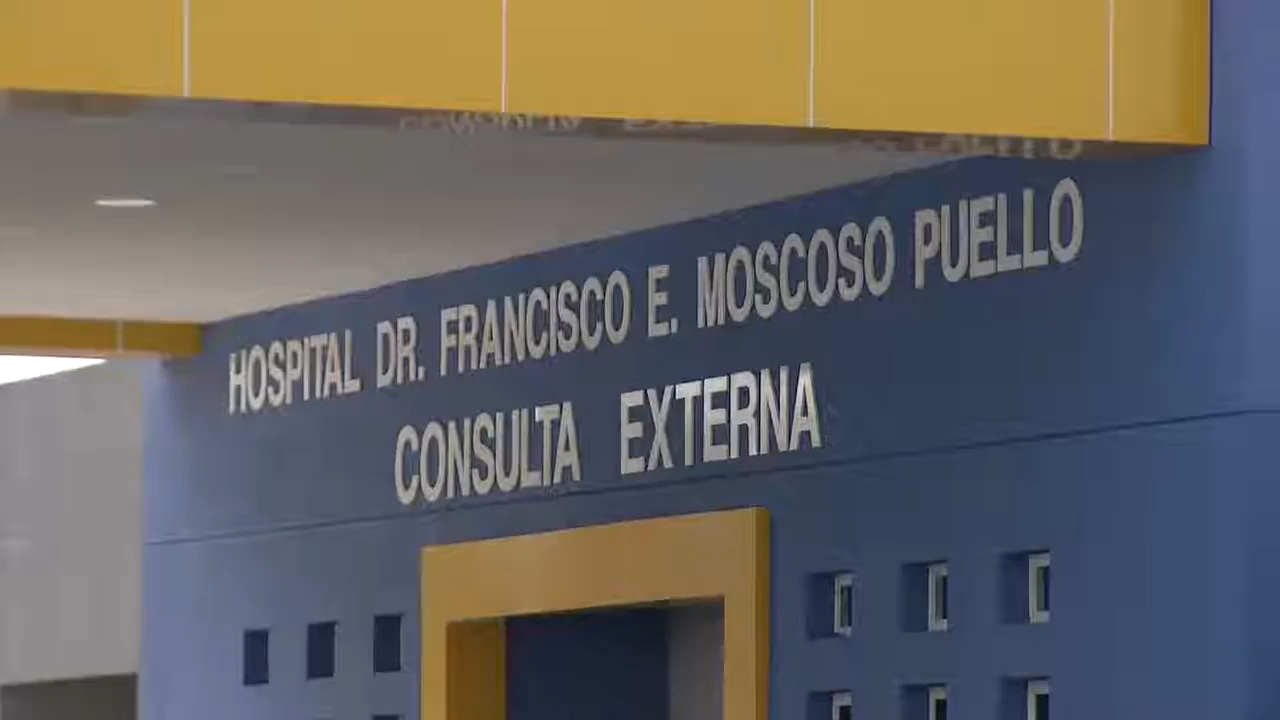 HOSPITAL DR. FRANCISCO E. MOSCOSO PUELLO
CONSULTA EXTERNA